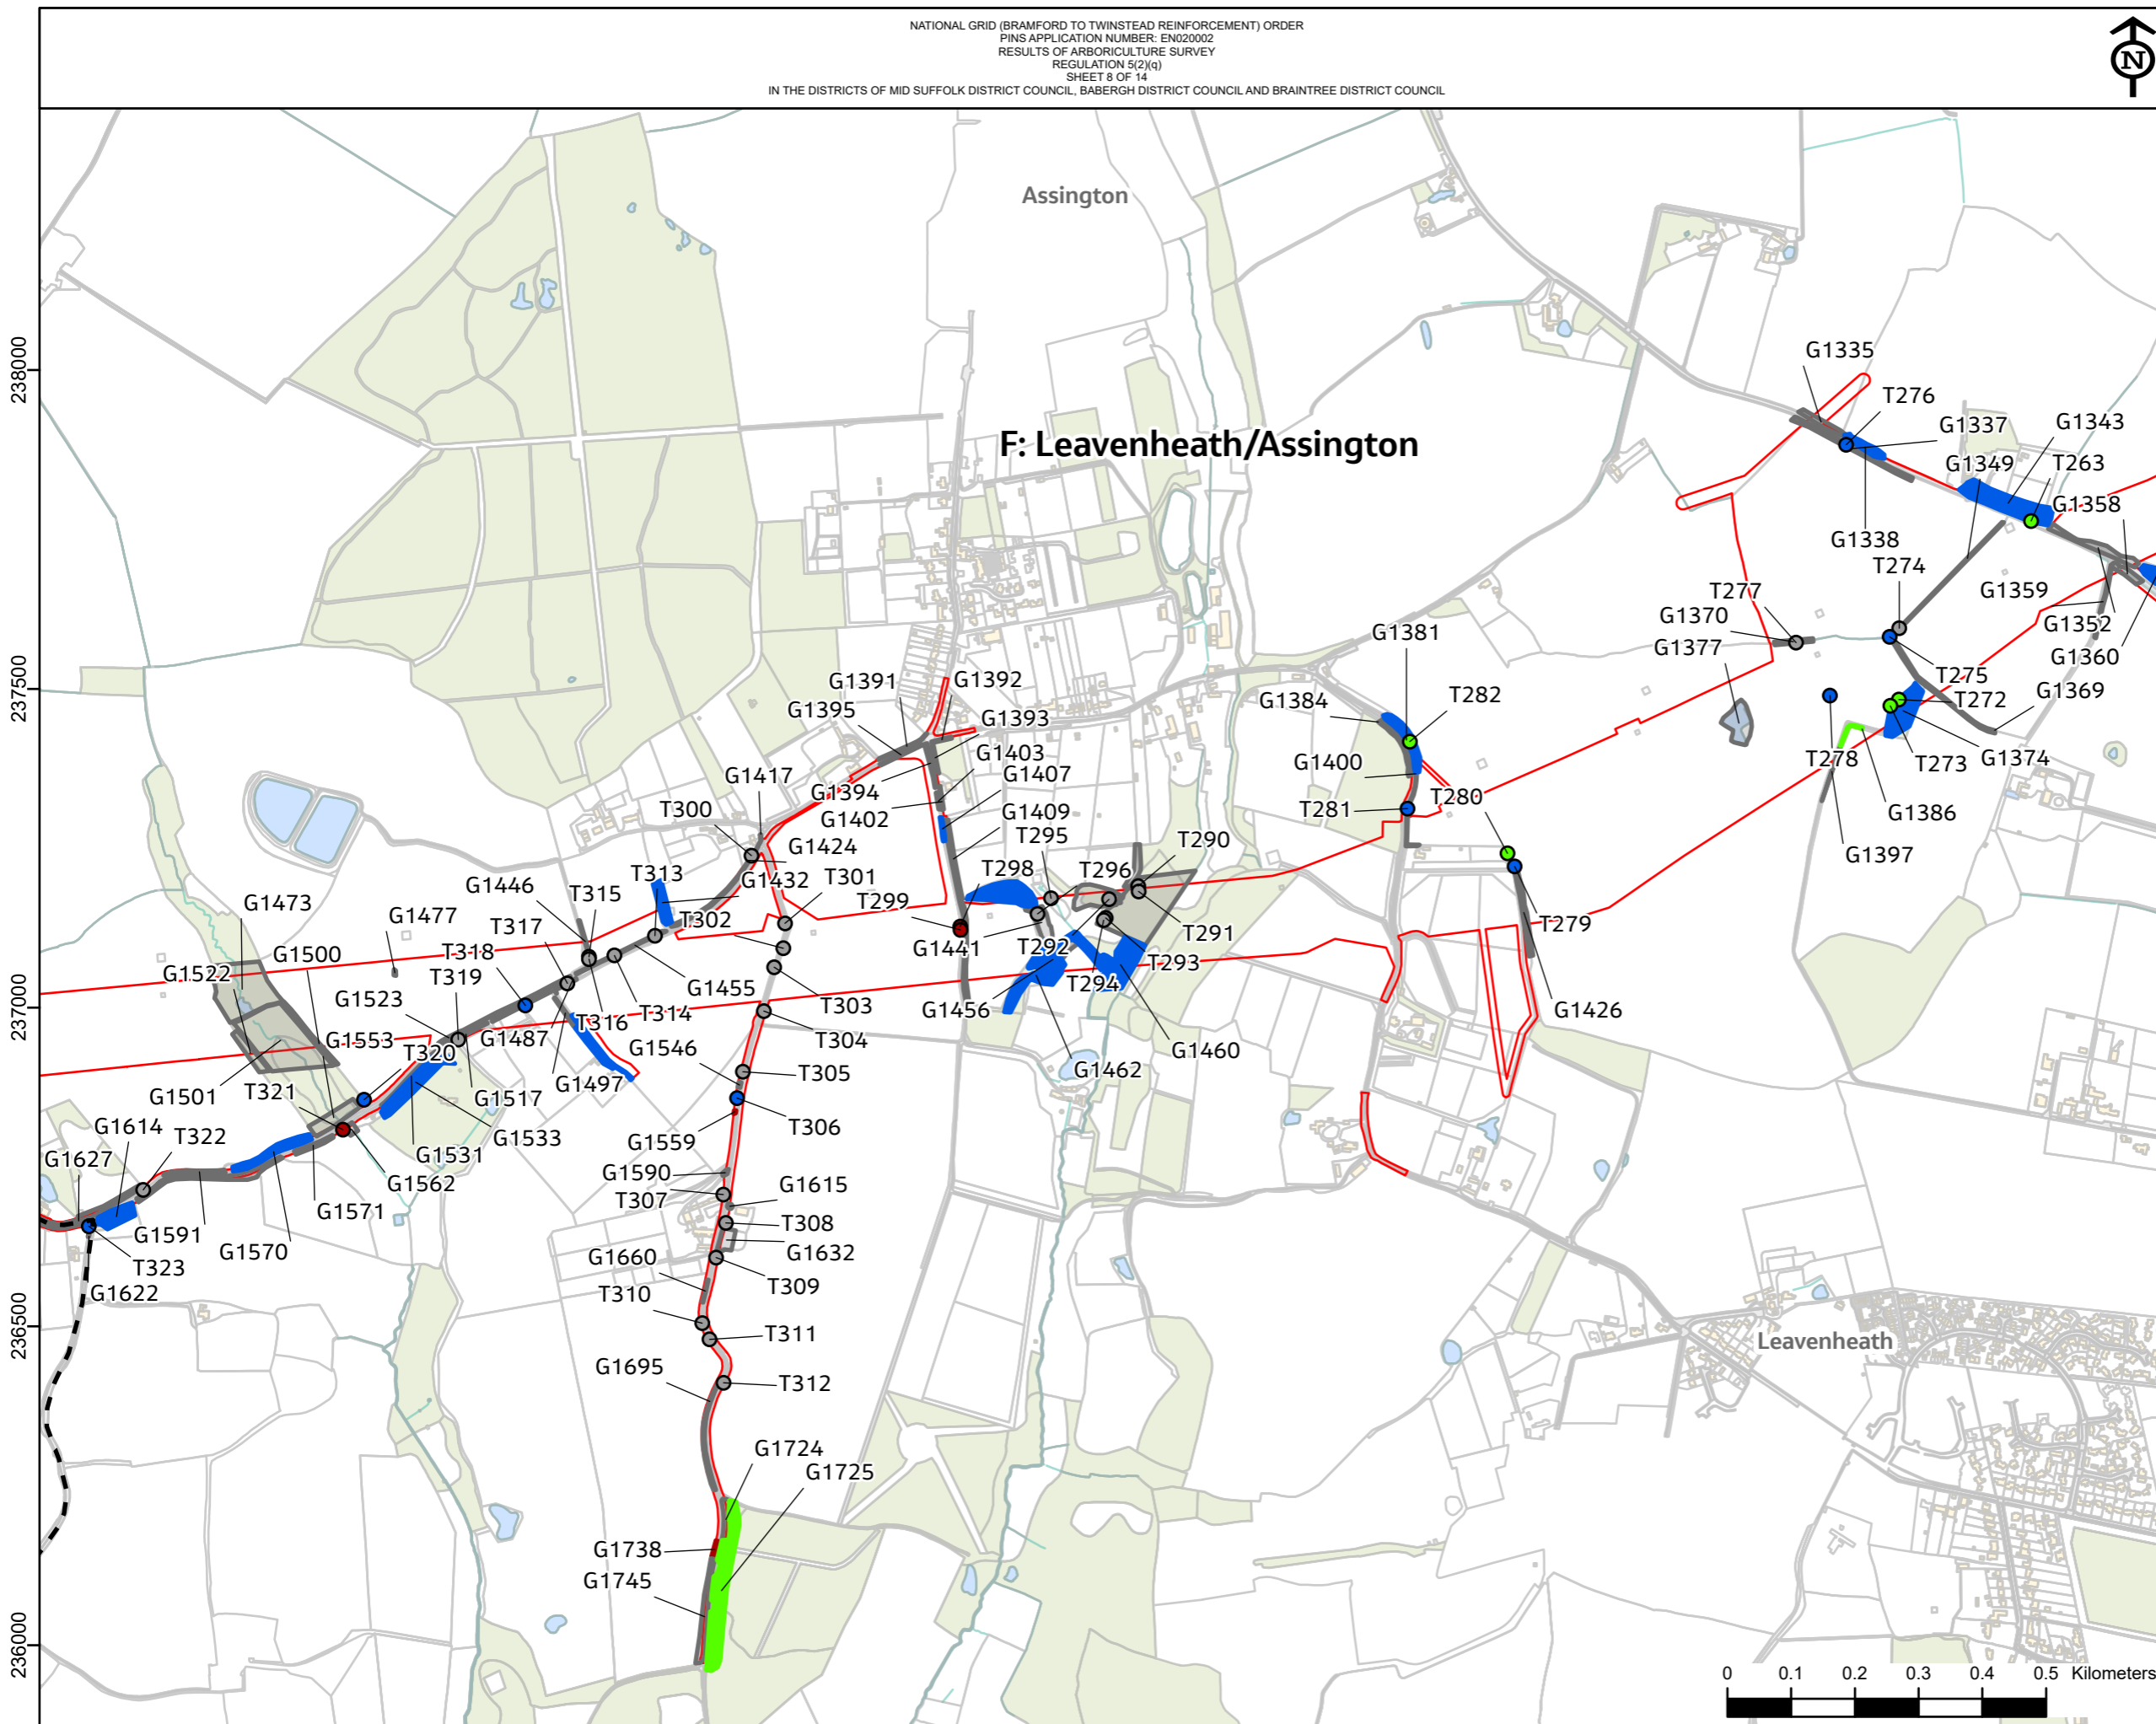 NATIONAL GRID (BRAMFORD TO TWINSTEAD REINFORCEMENT) ORDER
PINS APPLICATION NUMBER: EN020002
RESULTS OF ARBORICULTURE SURVEY
REGULATION 5(2)(q)
SHEET 8 OF 14
IN THE DISTRICTS OF MID SUFFOLK DISTRICT COUNCIL, BABERGH DISTRICT COUNCIL AND BRAINTREE DISTRICT COUNCIL
N
Assington
238000
G1335
T276
G1337
G1343
F: Leavenheath/Assington
G1349
T263
G1358
G1338
T274
T277
G1359
G1370
G1352
G1381
G1377
G1360
237500
G1391
G1392
T275
G1369
G1395
G1384
T282
T272
G1393
G1403
G1400
T278
T273
G1374
G1417
G1407
G1394
T280
T300
G1402
G1409
T281
G1386
T295
T290
G1424
G1397
T298
T296
T313
G1432
T301
G1446
T315
G1473
G1477
T317
T302
T299
T279
G1441
T292
T291
G1500
T318
G1522
T319
T293
G1455
T294
237000
G1523
T303
G1456
T316
T314
G1426
G1553
G1487
T320
T304
G1546
G1460
G1462
T305
G1501
T321
G1517
G1497
G1614
T322
T306
G1533
G1559
G1627
G1531
G1590
G1562
T307
G1615
G1571
T308
G1591
G1570
G1632
T323
G1660
T309
G1622
T310
T311
236500
Leavenheath
G1695
T312
G1724
G1725
G1738
G1745
236000
0 0.1 0.2 0.3 0.4 0.5 Kilometers